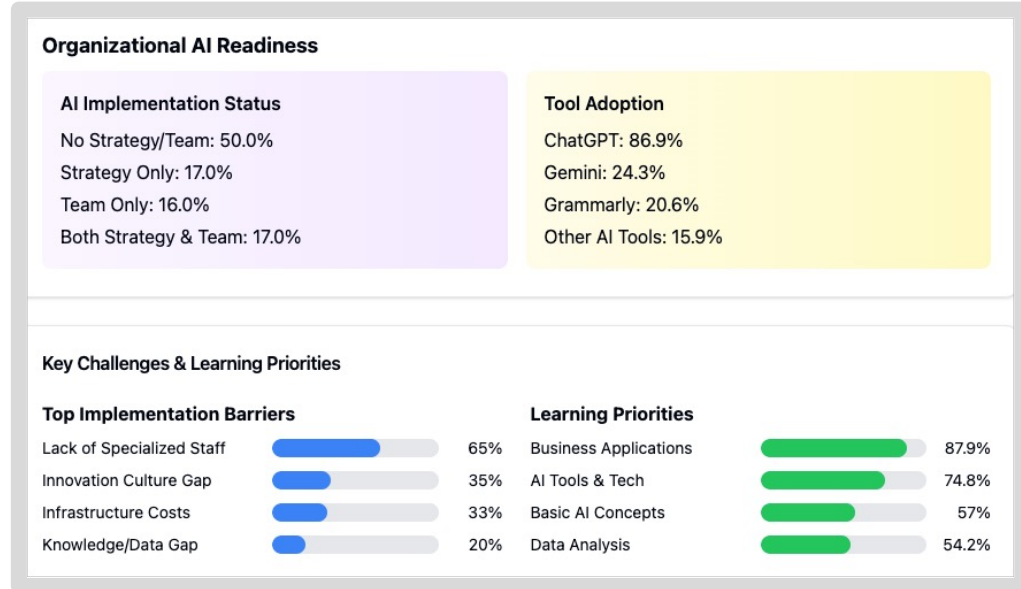 Organizational AI Readiness
AI Implementation Status
No Strategy/Team: 50.0%
Strategy Only: 17.0%
Team Only: 16.0%
Both Strategy & Team: 17.0%
Tool Adoption
ChatGPT: 86.9%
Gemini: 24.3%
Grammarly: 20.6%
Other AI Tools: 15.9%
Key Challenges & Learning Priorities
Top Implementation Barriers
Lack of Specialized Staff 65%
Innovation Culture Gap 35%
Infrastructure Costs 33%
Knowledge/Data Gap 20%
Learning Priorities
Business Applications 87.9%
AI Tools & Tech 74.8%
Basic AI Concepts 57%
Data Analysis 54.2%